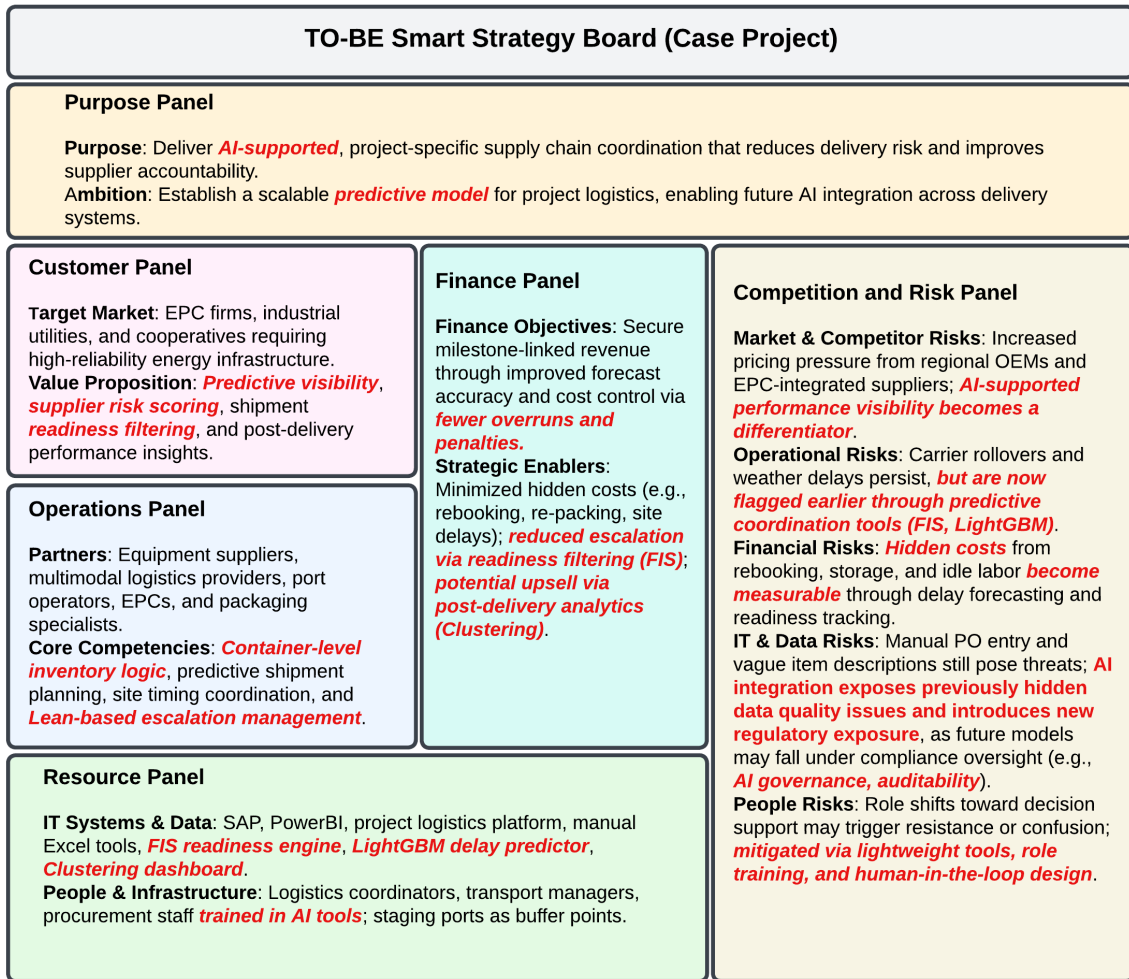 TO-BE Smart Strategy Board (Case Project)
Purpose Panel
Purpose: Deliver AI-supported, project-specific supply chain coordination that reduces delivery risk and improves
supplier accountability.
Ambition: Establish a scalable predictive model for project logistics, enabling future AI integration across delivery
systems.
Customer Panel
Target Market: EPC firms, industrial
utilities, and cooperatives requiring
high-reliability energy infrastructure.
Value Proposition: Predictive visibility,
supplier risk scoring, shipment
readiness filtering, and post-delivery
performance insights.
Operations Panel
Partners: Equipment suppliers,
multimodal logistics providers, port
operators, EPCs, and packaging
specialists.
Core Competencies: Container-level
inventory logic, predictive shipment
planning, site timing coordination, and
Lean-based escalation management.
Finance Panel
Finance Objectives: Secure
milestone-linked revenue
through improved forecast
accuracy and cost control via
fewer overruns and
penalties.
Strategic Enablers:
Minimized hidden costs (e.g.,
rebooking, re-packing, site
delays); reduced escalation
via readiness filtering (FIS);
potential upsell via
post-delivery analytics
(Clustering).
Competition and Risk Panel
Market & Competitor Risks: Increased
pricing pressure from regional OEMs and
EPC-integrated suppliers; AI-supported
performance visibility becomes a
differentiator.
Operational Risks: Carrier rollovers and
weather delays persist, but are now
flagged earlier through predictive
coordination tools (FIS, LightGBM).
Financial Risks: Hidden costs from
rebooking, storage, and idle labor become
measurable through delay forecasting and
readiness tracking.
IT & Data Risks: Manual PO entry and
vague item descriptions still pose threats; AI
integration exposes previously hidden
data quality issues and introduces new
regulatory exposure, as future models
may fall under compliance oversight (e.g.,
AI governance, auditability).
People Risks: Role shifts toward decision
support may trigger resistance or confusion;
mitigated via lightweight tools, role
training, and human-in-the-loop design.
Resource Panel
IT Systems & Data: SAP, PowerBI, project logistics platform, manual
Excel tools, FIS readiness engine, LightGBM delay predictor,
Clustering dashboard.
People & Infrastructure: Logistics coordinators, transport managers,
procurement staff trained in AI tools; staging ports as buffer points.